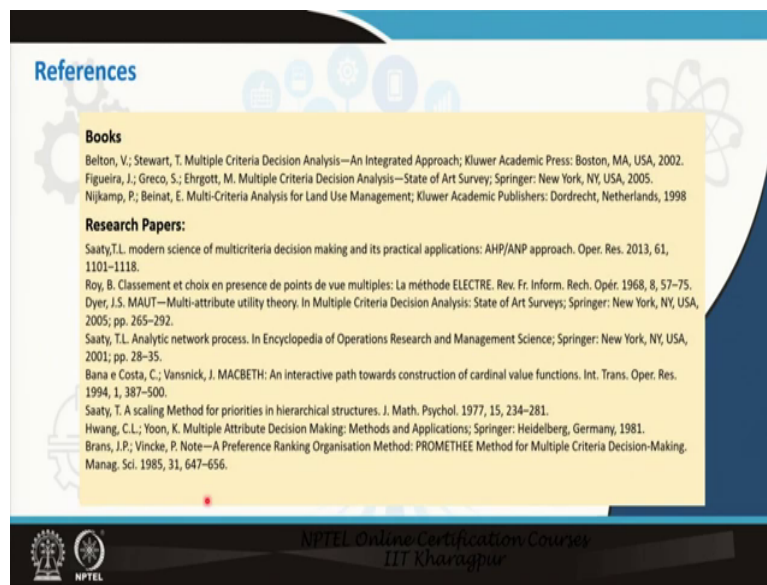 References
Books
Belton, V.; Stewart, T. Multiple Criteria Decision Analysis—An Integrated Approach; Kluwer Academic Press: Boston, MA, USA, 2002.
Figueira, J.; Greco, S.; Ehrgott, M. Multiple Criteria Decision Analysis—State of Art Survey; Springer: New York, NY, USA, 2005.
Nijkamp, P.; Beinat, E. Multi-Criteria Analysis for Land Use Management; Kluwer Academic Publishers: Dordrecht, Netherlands, 1998
Research Papers:
Saaty,T.L. modern science of multicriteria decision making and its practical applications: AHP/ANP approach. Oper. Res. 2013, 61,
1101–1118.
Roy, B. Classement et choix en presence de points de vue multiples: La méthode ELECTRE. Rev. Fr. Inform. Rech. Opér. 1968, 8, 57–75.
Dyer, J.S. MAUT—Multi-attribute utility theory. In Multiple Criteria Decision Analysis: State of Art Surveys; Springer: New York, NY, USA,
2005; pp. 265–292.
Saaty, T.L. Analytic network process. In Encyclopedia of Operations Research and Management Science; Springer: New York, NY, USA,
2001; pp. 28–35.
Bana e Costa, C.; Vansnick, J. MACBETH: An interactive path towards construction of cardinal value functions. Int. Trans. Oper. Res.
1994, 1, 387–500.
Saaty, T. A scaling Method for priorities in hierarchical structures. J. Math. Psychol. 1977, 15, 234–281.
Hwang, C.L.; Yoon, K. Multiple Attribute Decision Making: Methods and Applications; Springer: Heidelberg, Germany, 1981.
Brans, J.P.; Vincke, P. Note—A Preference Ranking Organisation Method: PROMETHEE Method for Multiple Criteria Decision-Making.
Manag. Sci. 1985, 31, 647–656.
NPTEL Online Certification Courses
IIT Kharagpur
NPTEL